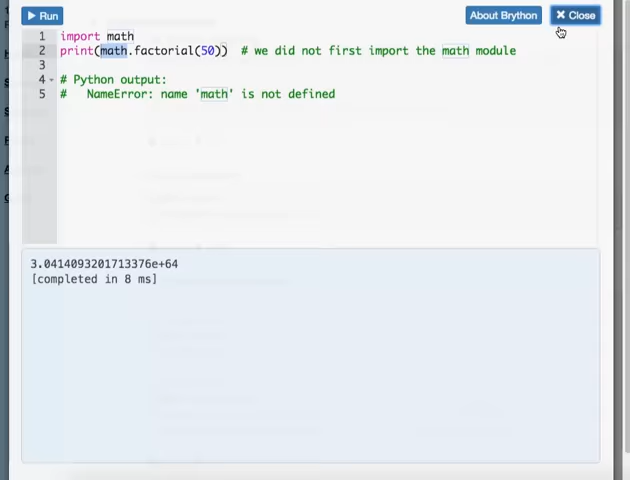 Run
About Brython
Close
1 import math
2 print(math.factorial(50)) # we did not first import the math module
3
4 # Python output:
5 # NameError: name 'math' is not defined
3.0414093201713376e+64
[completed in 8 ms]